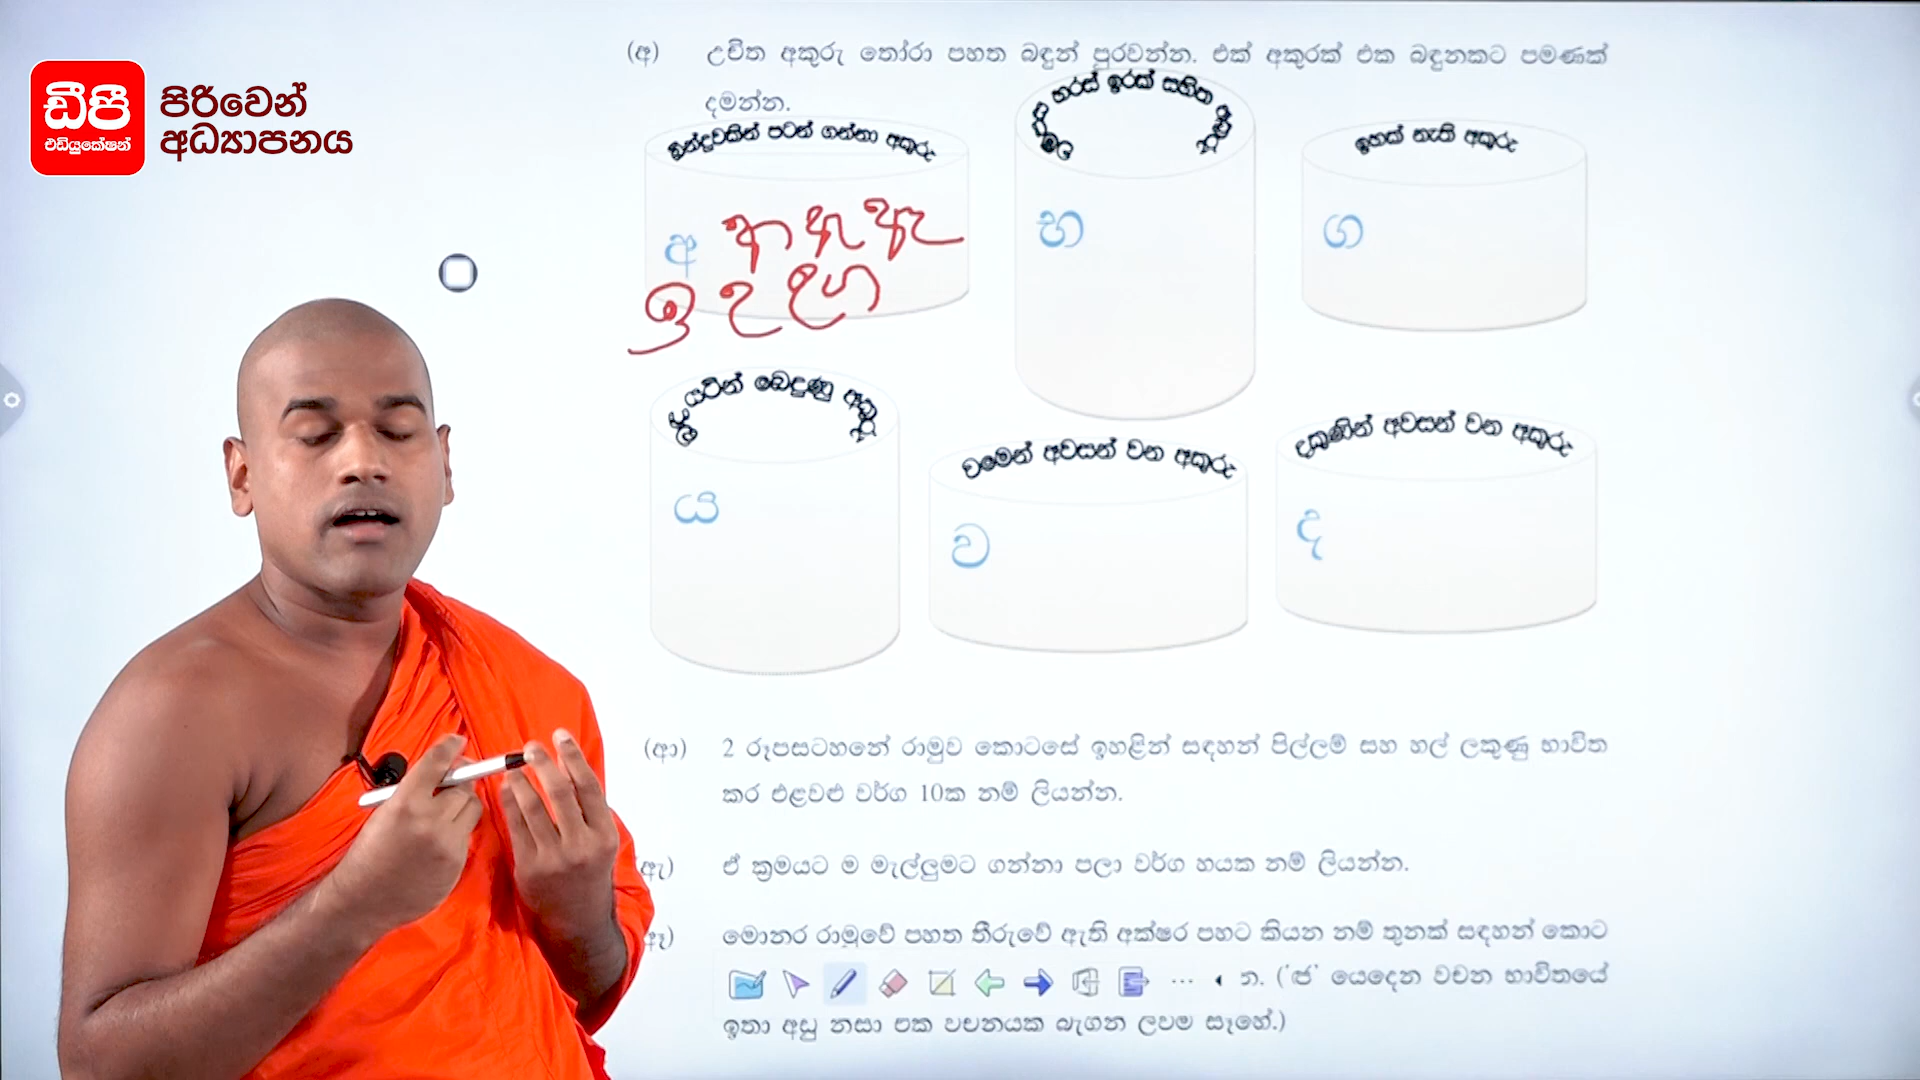 ඩීපී
එඩියුකේෂන්
පිරිවෙන්
අධ්‍යාපනය
(අ) උචිත අකුරු තෝරා පහත බඳුන් පුරවන්න. එක් අකුරක් එක බඳුනකට පමණක්
දමන්න.
බින්දුවකින් පටන් ගන්නා අකුරු
හරස් ඉරක් සහිත
ඉහක් නැති අකුරු
අ ආ ඇ ඈ
ඉ උ ඌ
භ
ග
යටින් බෙදුණු අකුරු
වමෙන් අවසන් වන අකුරු
දකුණින් අවසන් වන අකුරු
ය
ව
ද
(ආ) 2 රූපසටහනේ රාමුව කොටසේ ඉහළින් සඳහන් පිල්ලම් සහ හල් ලකුණු භාවිත
කර එළවළු වර්ග 10ක නම් ලියන්න.
ඇ) ඒ ක්‍රමයට ම මැල්ලුමට ගන්නා පලා වර්ග හයක නම් ලියන්න.
ඈ) මොනර රාමුවේ පහත තීරුවේ ඇති අක්ෂර පහට කියන නම් තුනක් සඳහන් කොට
න. ('ඦ' යෙදෙන වචන භාවිතයේ
ඉතා අඩු නසා එක වචනයක බැගන ලවම සෑහේ.)